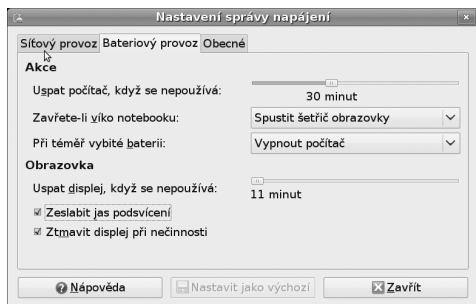 Nastavení správy napájení
Síťový provoz Bateriový provoz Obecné
Akce
Uspat počítač, když se nepoužívá:
30 minut
Zavřete-li víko notebooku: Spustit šetřič obrazovky
Při téměř vybité baterii: Vypnout počítač
Obrazovka
Uspat displej, když se nepoužívá:
11 minut
Zeslabit jas podsvícení
Ztmavit displej při nečinnosti
Nápověda Nastavit jako výchozí Zavřít